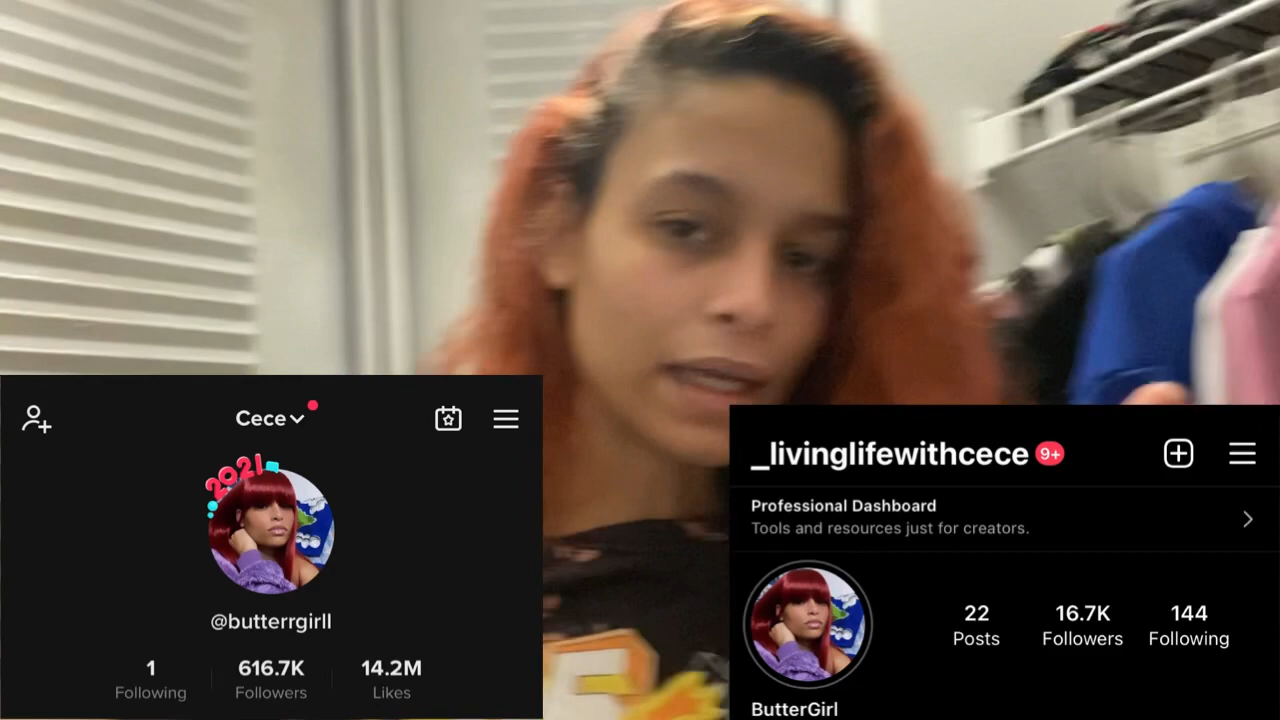 Cece
2021
@butterrgirll
1 616.7K 14.2M
Following Followers Likes
_livinglifewithcece 9+
Professional Dashboard
Tools and resources just for creators.
22 16.7K 144
Posts Followers Following
ButterGirl